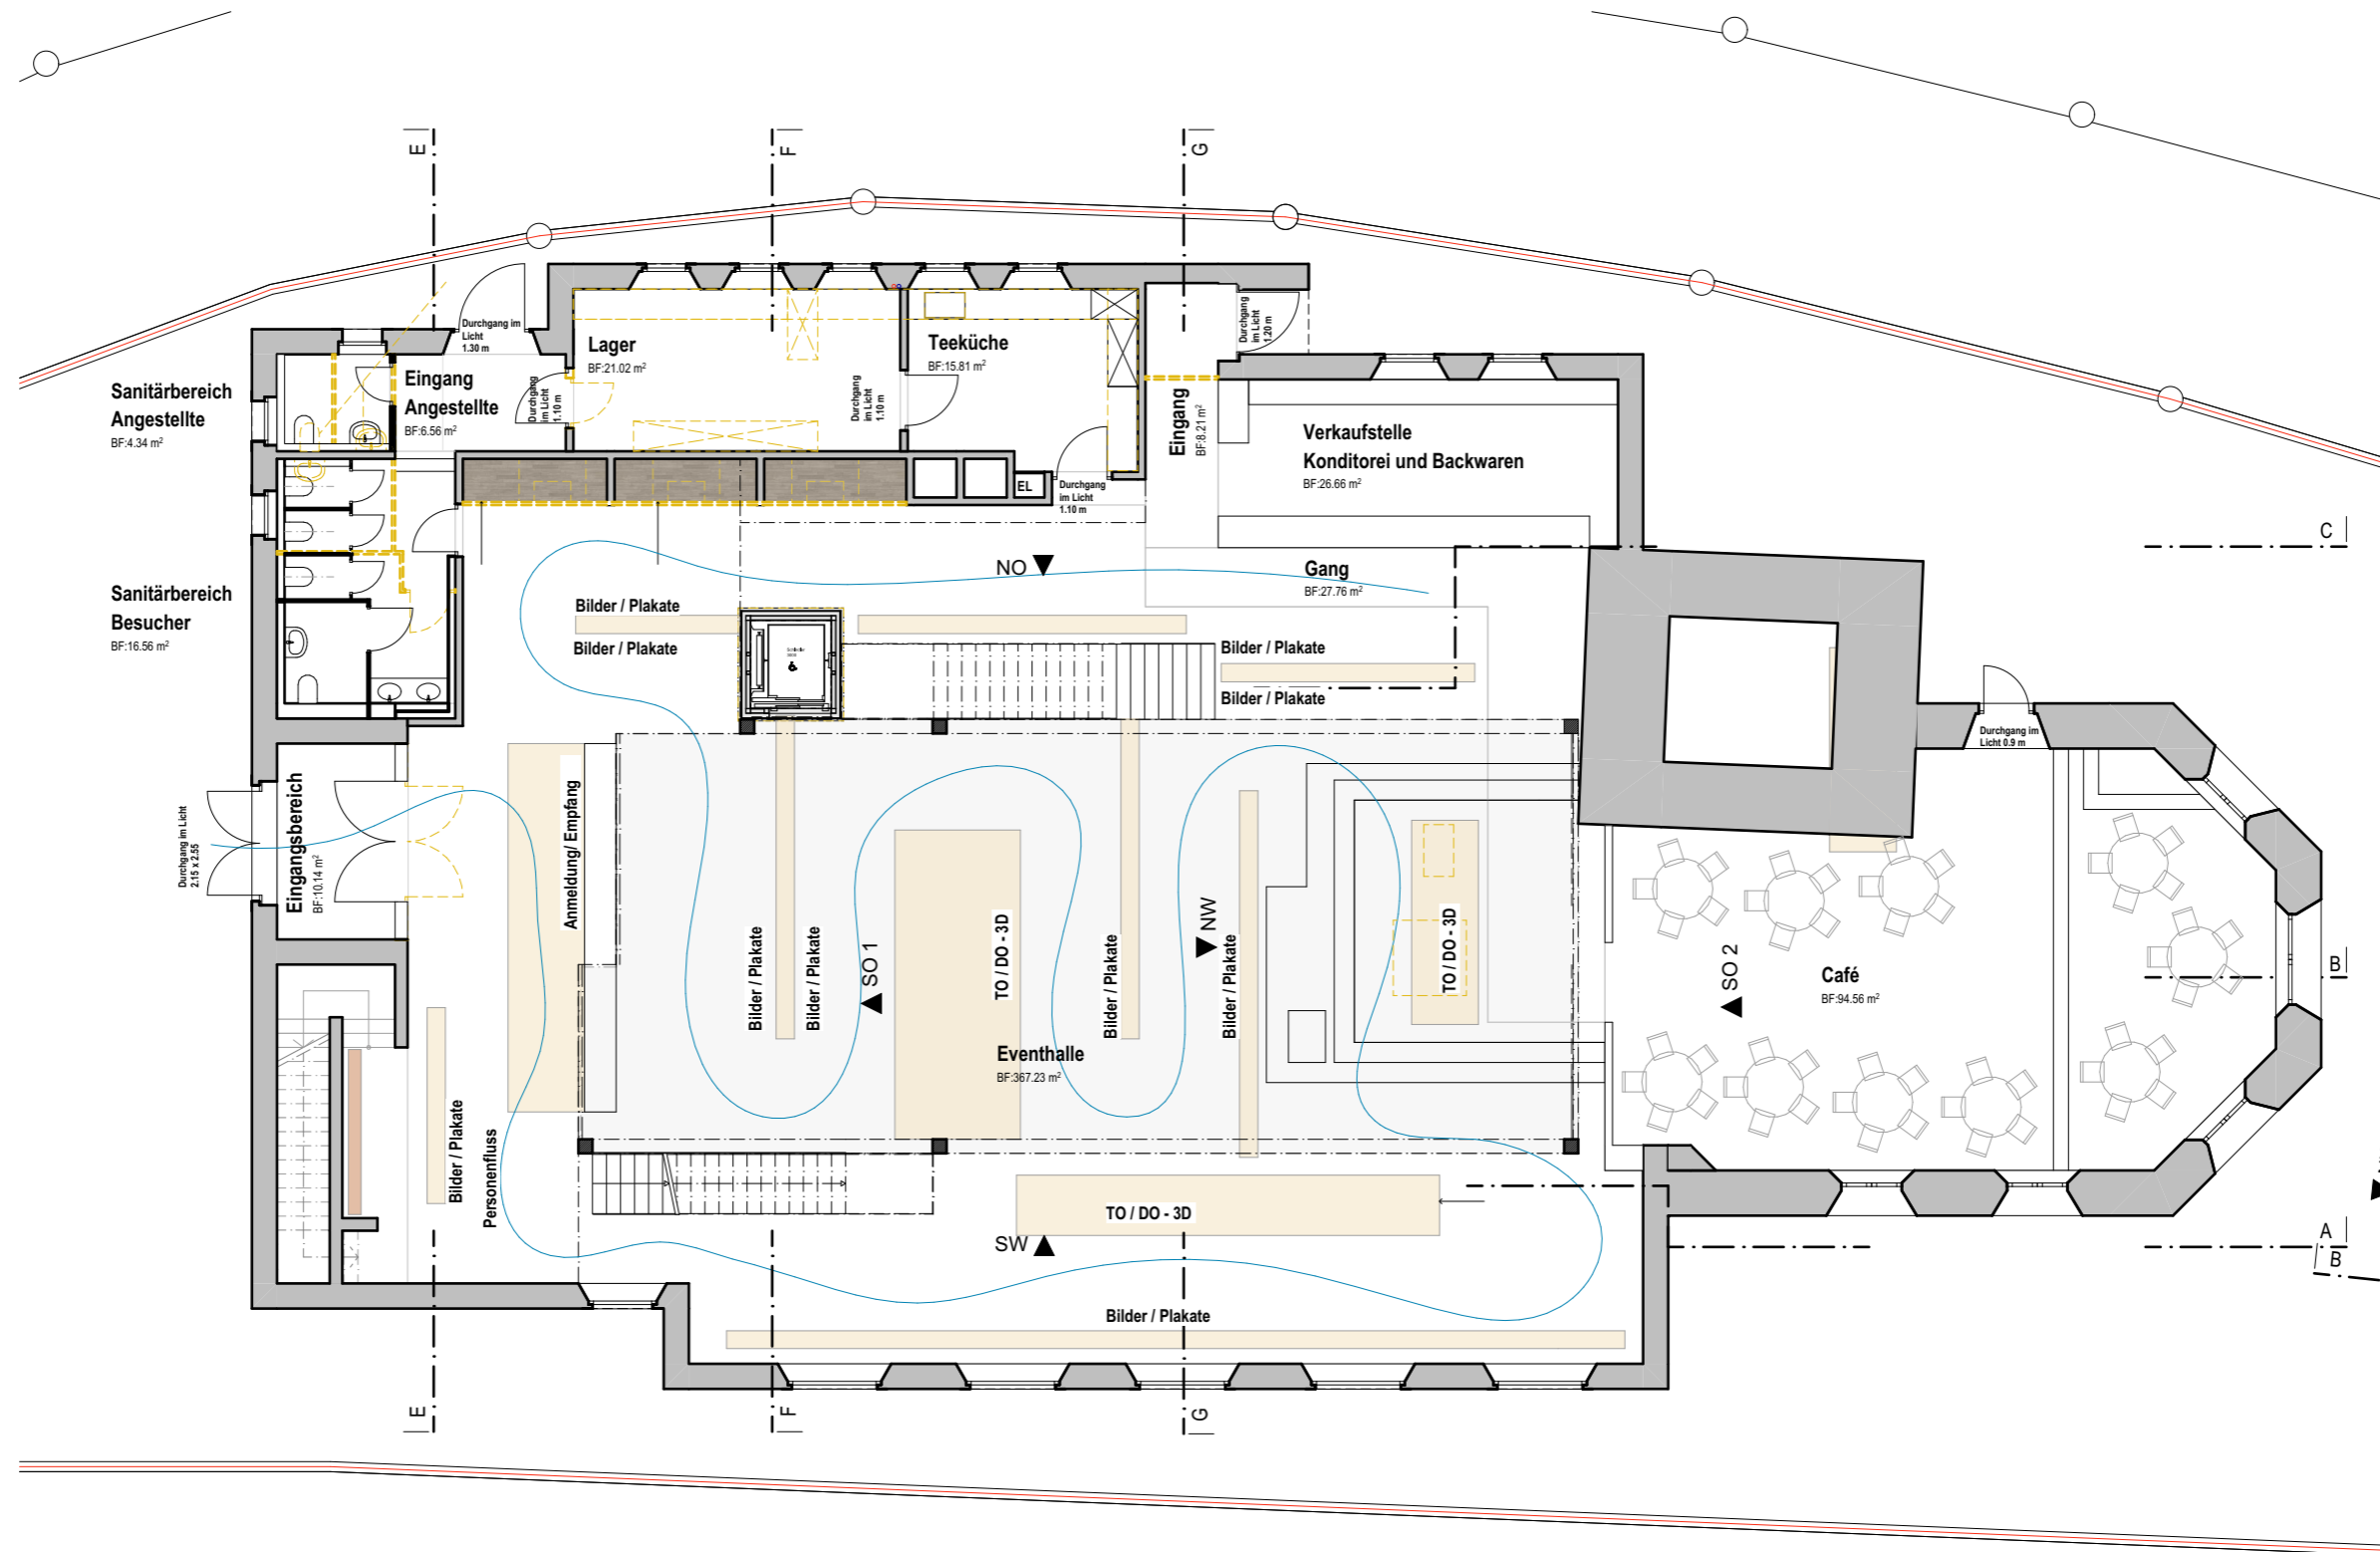 E
F
G
Durchgang im
Licht
1.30 m
Durchgang
im Licht
1.20 m
Lager
BF:21.02 m²
Teeküche
BF:15.81 m²
Sanitärbereich
Angestellte
BF:4.34 m²
Eingang
Angestellte
BF:6.56 m²
Durchgang
im Licht
1.10 m
Durchgang
im Licht
1.10 m
Eingang
BF:8.21 m²
Verkaufstelle
Konditorei und Backwaren
BF:26.66 m²
EL
Durchgang
im Licht
1.10 m
C
NO
Gang
BF:27.76 m²
Sanitärbereich
Besucher
BF:16.56 m²
Bilder / Plakate
Bilder / Plakate
Bilder / Plakate
Bilder / Plakate
Durchgang im
Licht 0.9 m
Durchgang im Licht
2.15 x 2.55
Eingangsbereich
BF:10.14 m²
Anmeldung/ Empfang
Bilder / Plakate
Bilder / Plakate
SO 1
TO / DO - 3D
Bilder / Plakate
NW
Bilder / Plakate
TO / DO - 3D
SO 2
Café
BF:94.56 m²
B
Eventhalle
BF:367.23 m²
Bilder / Plakate
Personenfluss
TO / DO - 3D
SW
A
B
Bilder / Plakate
E
F
G